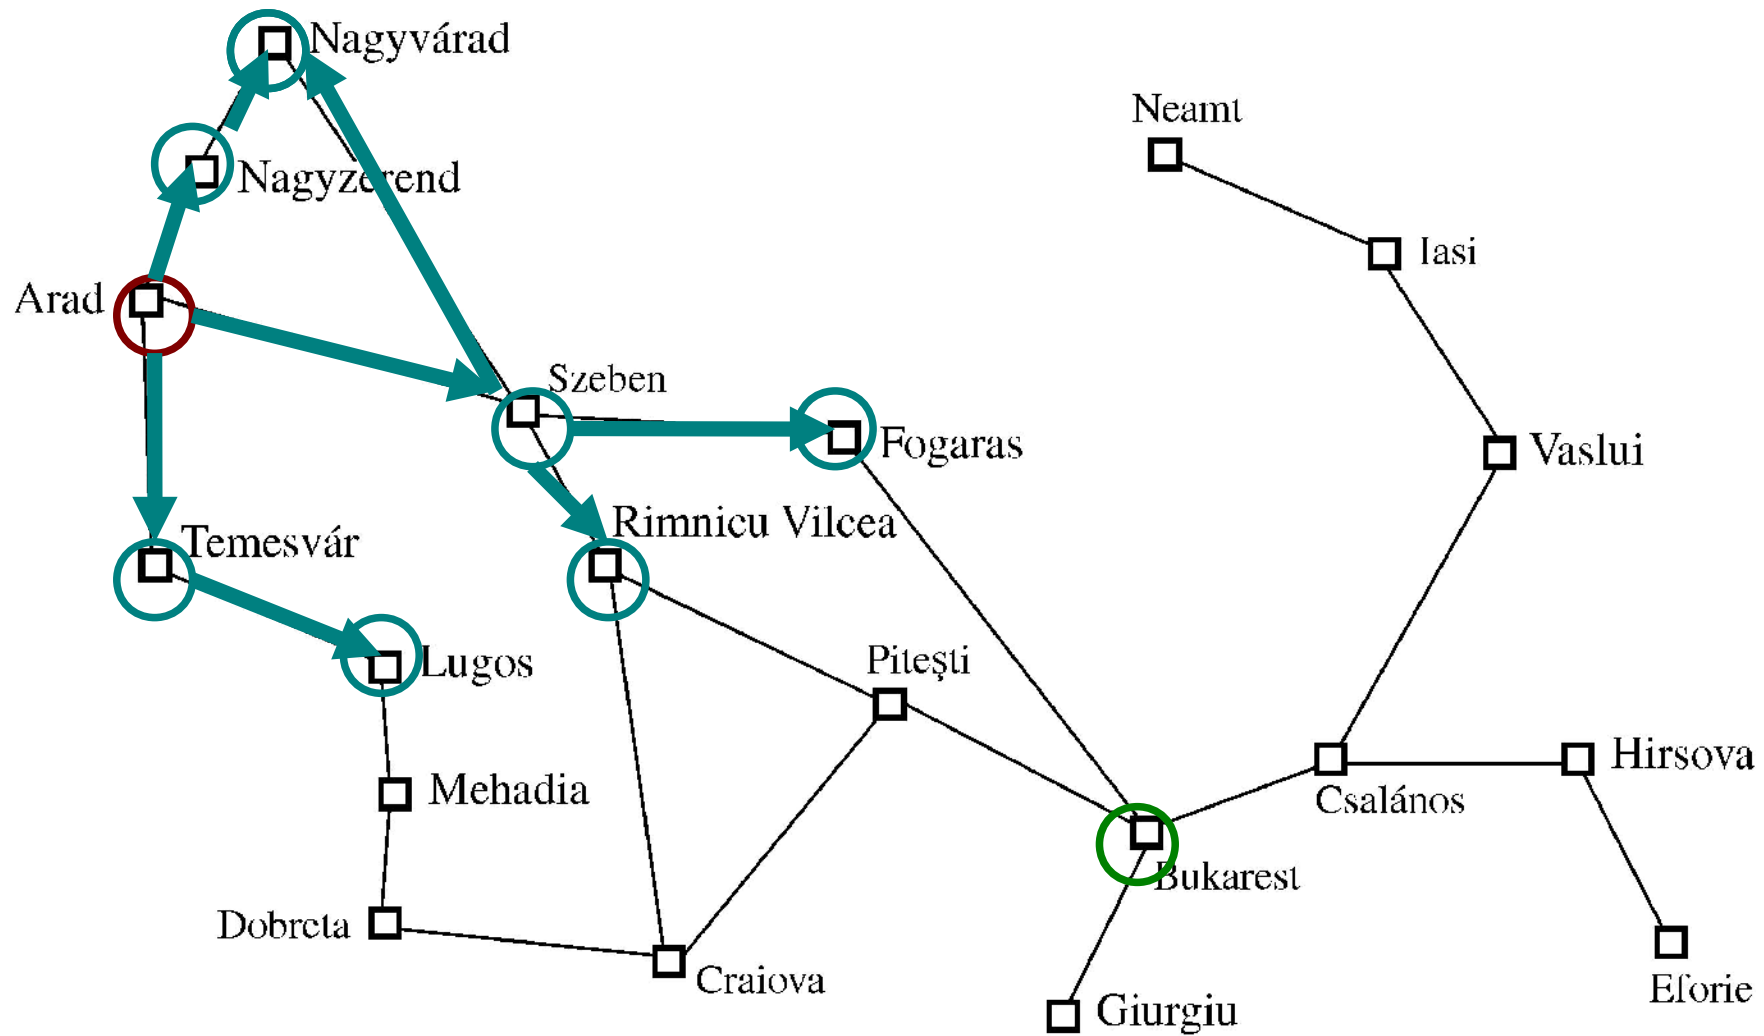 Nagyvárad
Neamt
Nagyzerend
Iasi
Arad
Szeben
Fogaras
Vaslui
Rimnicu Vilcea
Temesvár
Lugos
Piteşti
Hirsova
Mehadia
Csalános
Bukarest
Dobreta
Craiova
Eforie
Giurgiu